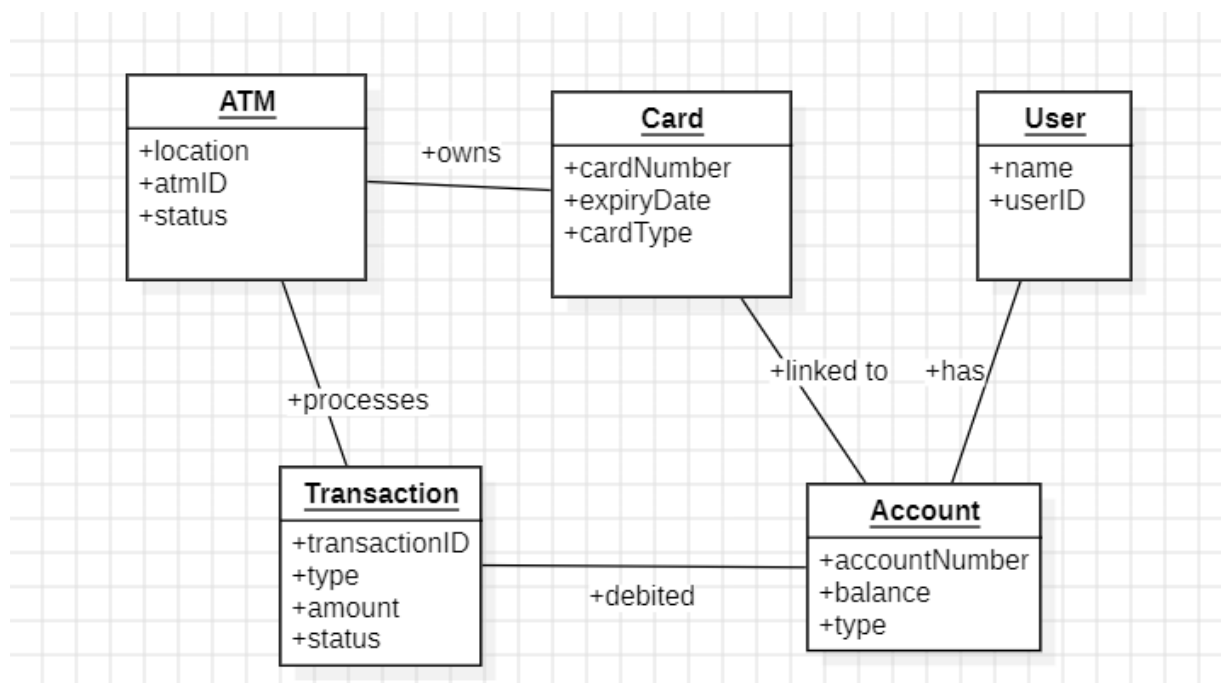 ATM
+location
+atmID
+status
+owns
Card
+cardNumber
+expiryDate
+cardType
User
+name
+userID
+linked to
+has
+processes
Transaction
+transactionID
+type
+amount
+status
+debited
Account
+accountNumber
+balance
+type